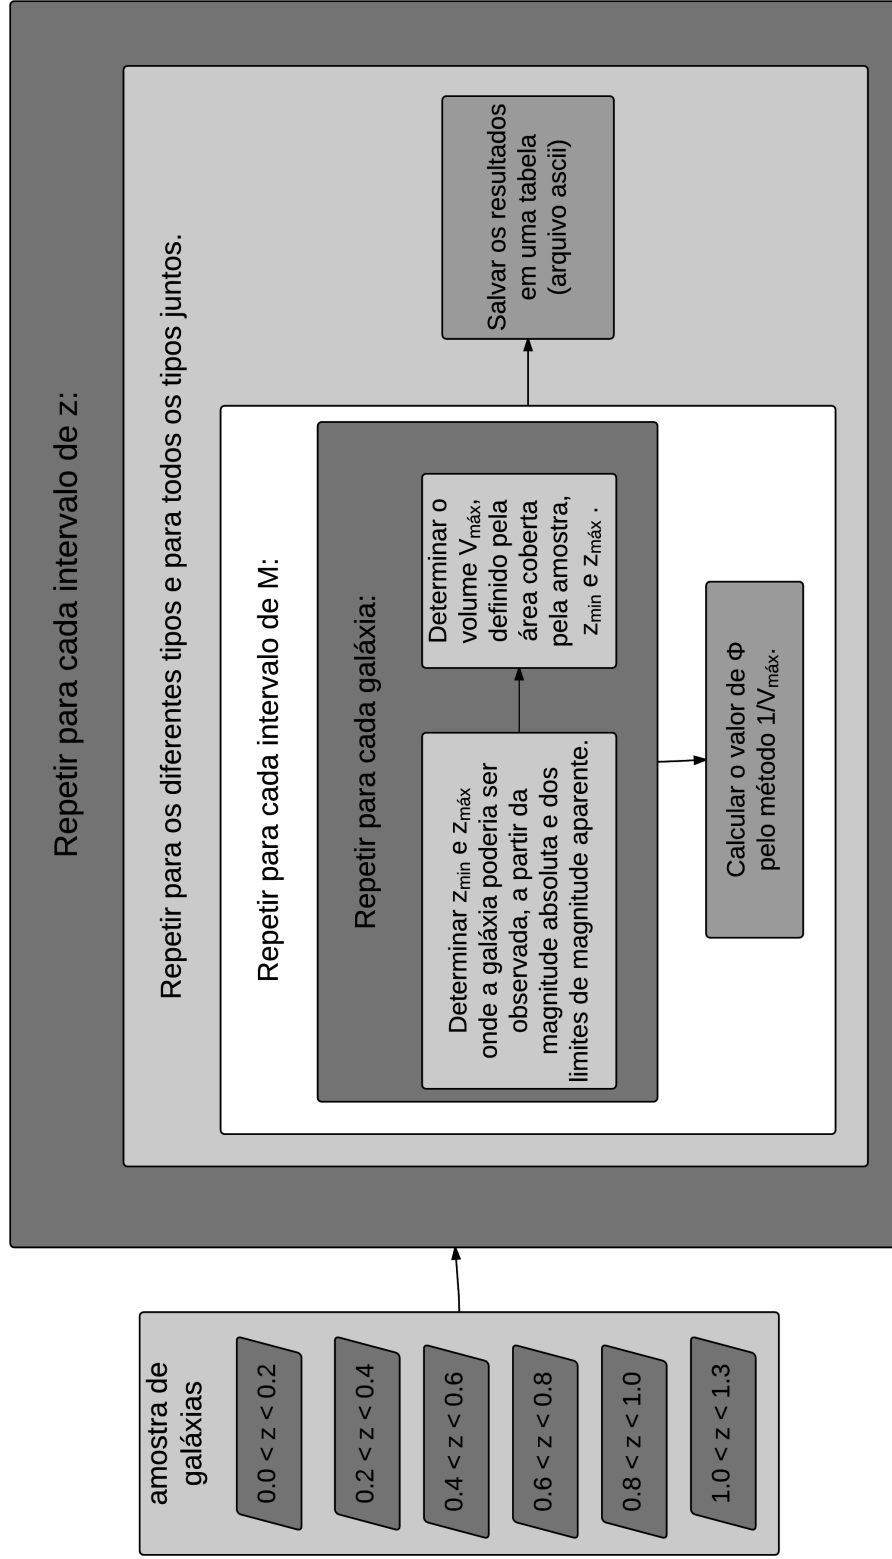 amostra de
galáxias
0.0 < z < 0.2
0.2 < z < 0.4
0.4 < z < 0.6
0.6 < z < 0.8
0.8 < z < 1.0
1.0 < z < 1.3
Repetir para cada intervalo de z:
Repetir para os diferentes tipos e para todos os tipos juntos.
Repetir para cada intervalo de M:
Repetir para cada galáxia:
Determinar zmin e zmáx
onde a galáxia poderia ser
observada, a partir da
magnitude absoluta e dos
limites de magnitude aparente.
Determinar o
volume Vmáx,
definido pela
área coberta
pela amostra,
zmin e zmáx .
Calcular o valor de Φ
pelo método 1/Vmáx.
Salvar os resultados
em uma tabela
(arquivo ascii)